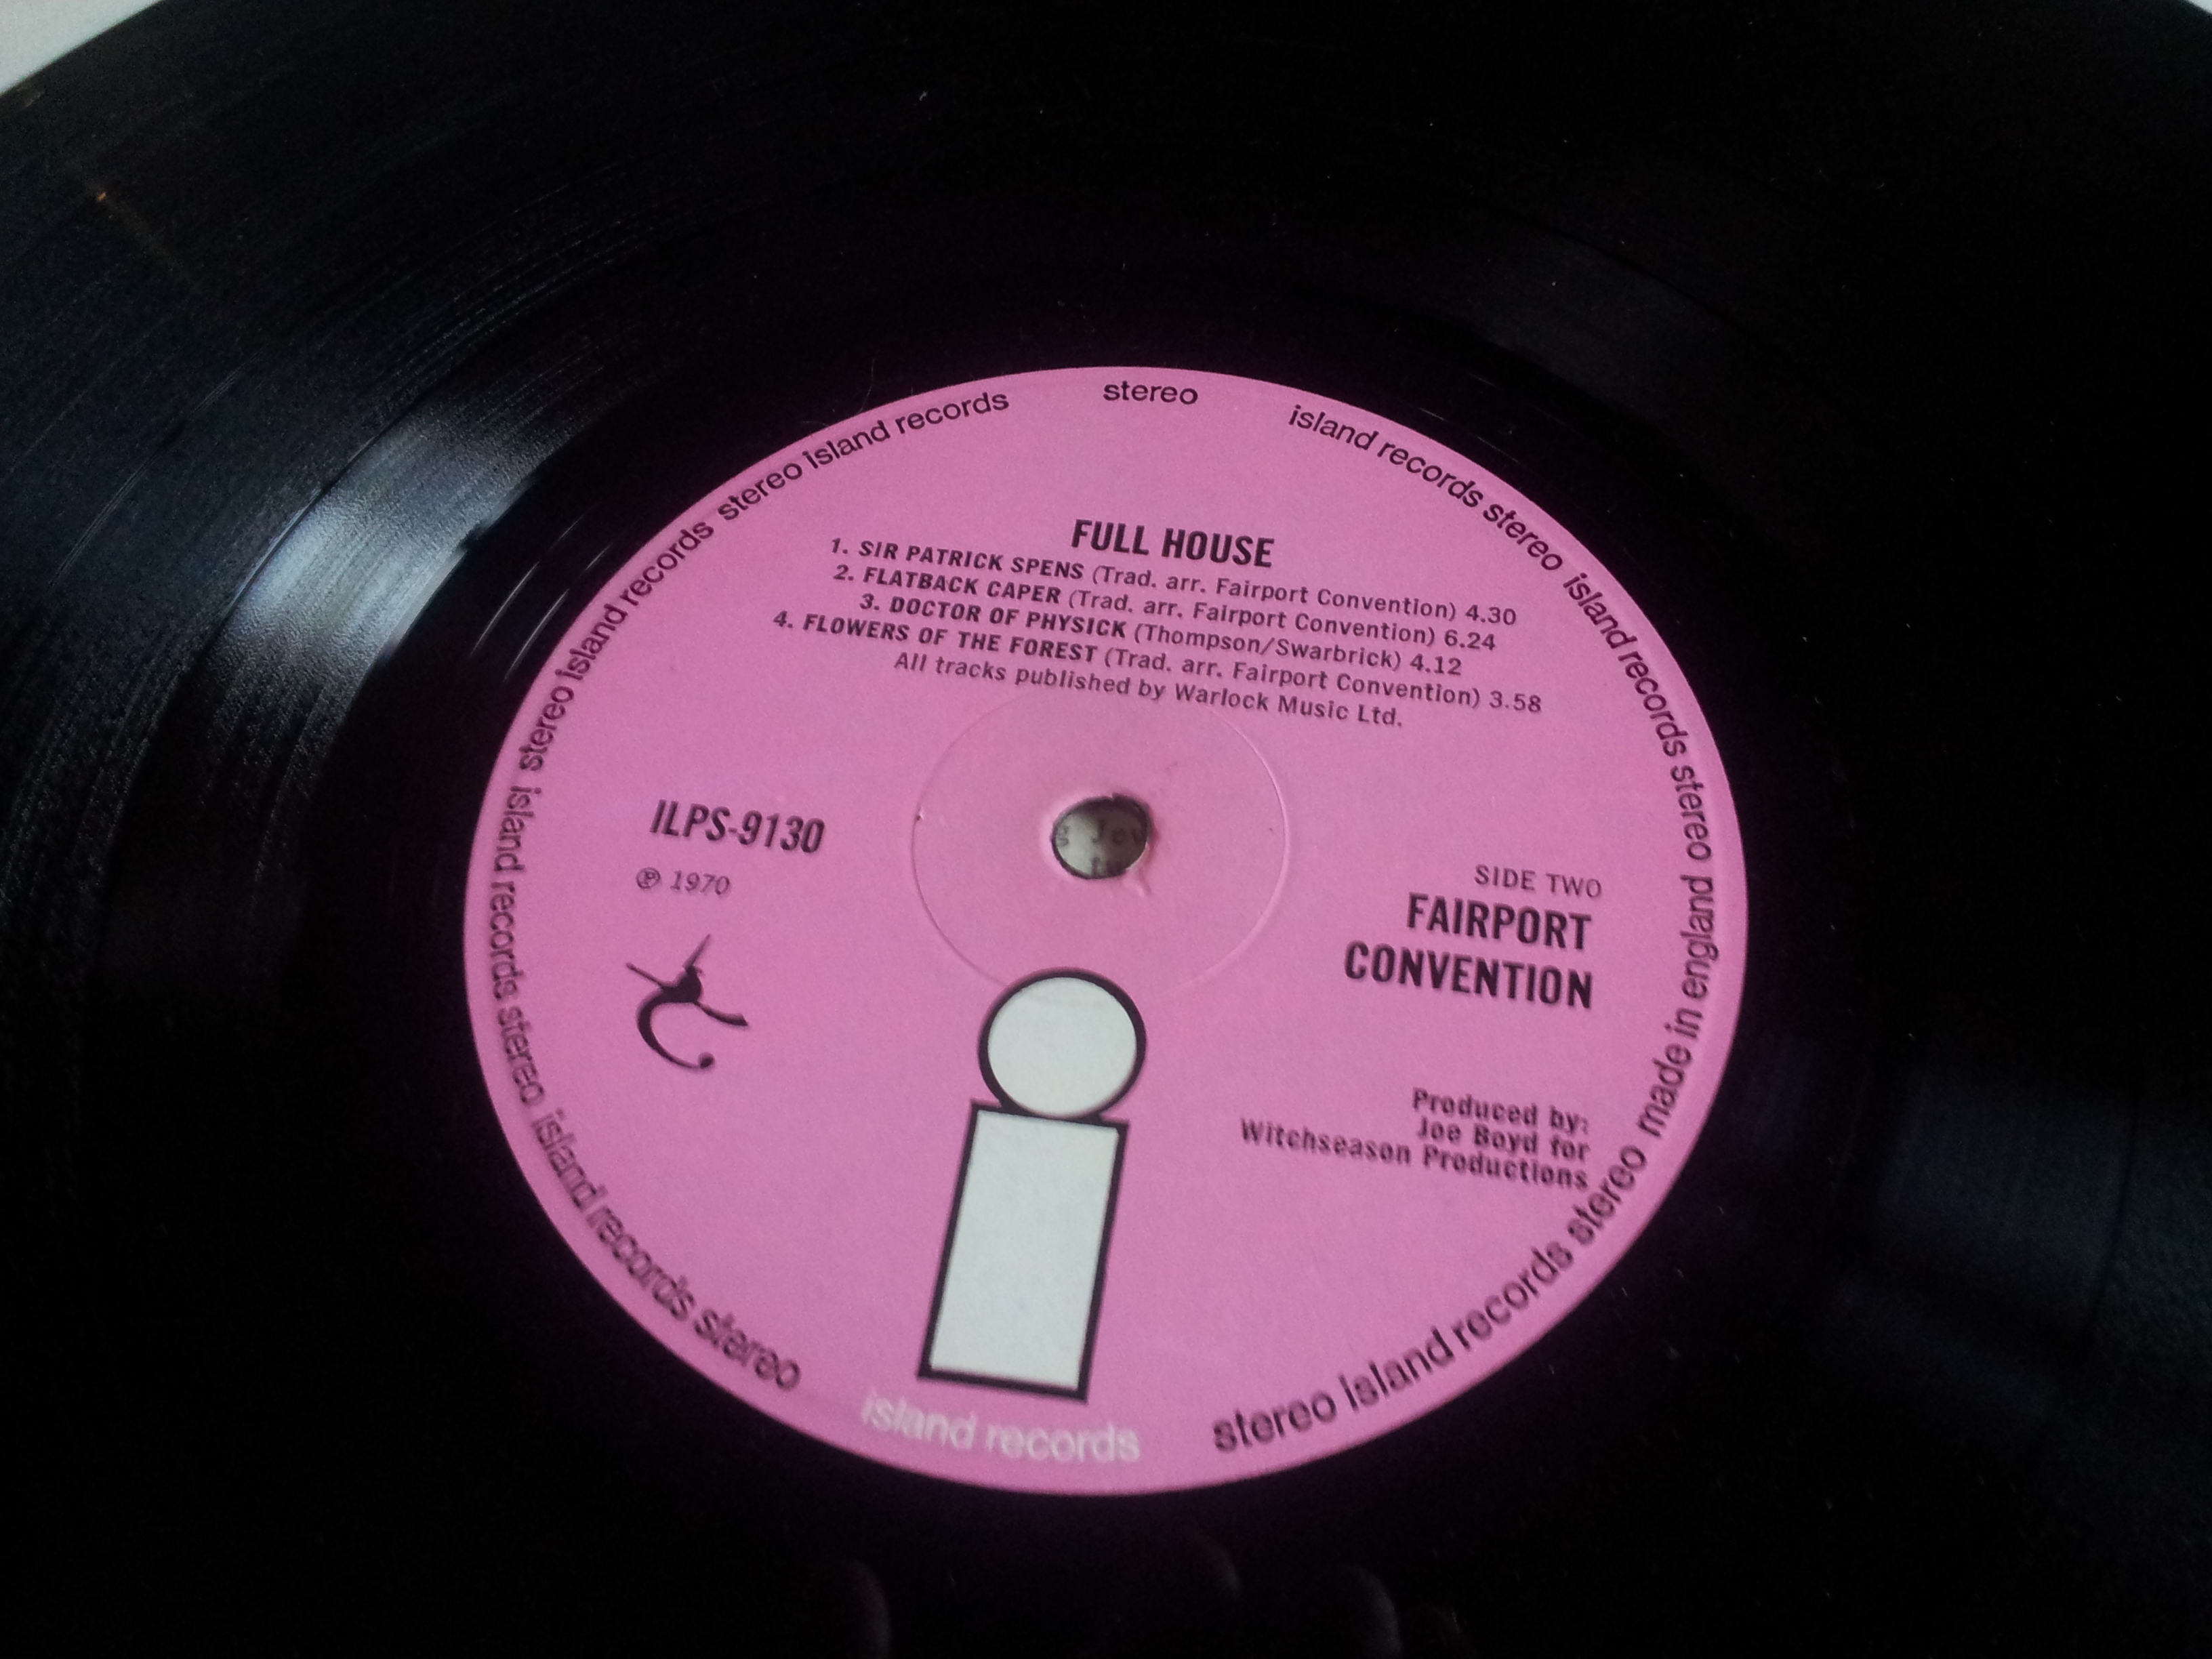 stereo
island records stereo island records stereo made in england
stereo island records stereo island records
island records stereo island records stereo
stereo island records stereo
FULL HOUSE
1. SIR PATRICK SPENS (Trad. arr. Fairport Convention) 4.30
2. FLATBACK CAPER (Trad. arr. Fairport Convention) 6.24
3. DOCTOR OF PHYSICK (Thompson/Swarbrick) 4.12
4. FLOWERS OF THE FOREST (Trad. arr. Fairport Convention) 3.58
All tracks published by Warlock Music Ltd.
ILPS-9130
℗ 1970
SIDE TWO
FAIRPORT
CONVENTION
Produced by:
Joe Boyd for
Witchseason Productions
i
island records